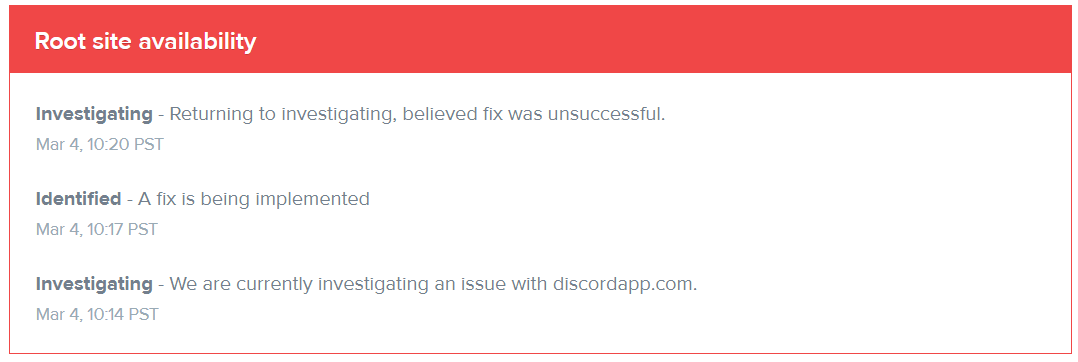 Root site availability
Investigating - Returning to investigating, believed fix was unsuccessful.
Mar 4, 10:20 PST
Identified - A fix is being implemented
Mar 4, 10:17 PST
Investigating - We are currently investigating an issue with discordapp.com.
Mar 4, 10:14 PST